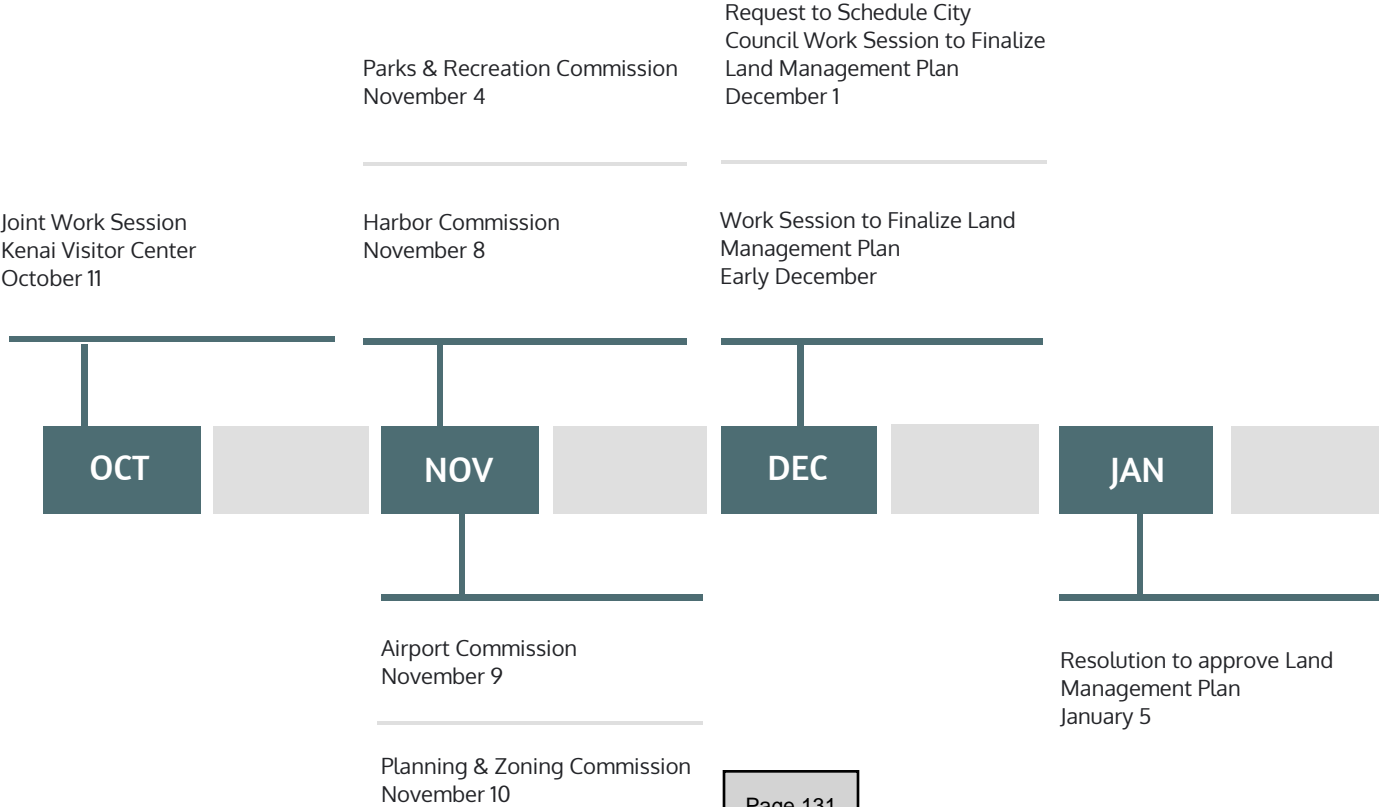 Request to Schedule City
Council Work Session to Finalize
Land Management Plan
December 1
Parks & Recreation Commission
November 4
Joint Work Session
Kenai Visitor Center
October 11
Harbor Commission
November 8
Work Session to Finalize Land
Management Plan
Early December
OCT
NOV
DEC
JAN
Airport Commission
November 9
Planning & Zoning Commission
November 10
Resolution to approve Land
Management Plan
January 5
Page 131